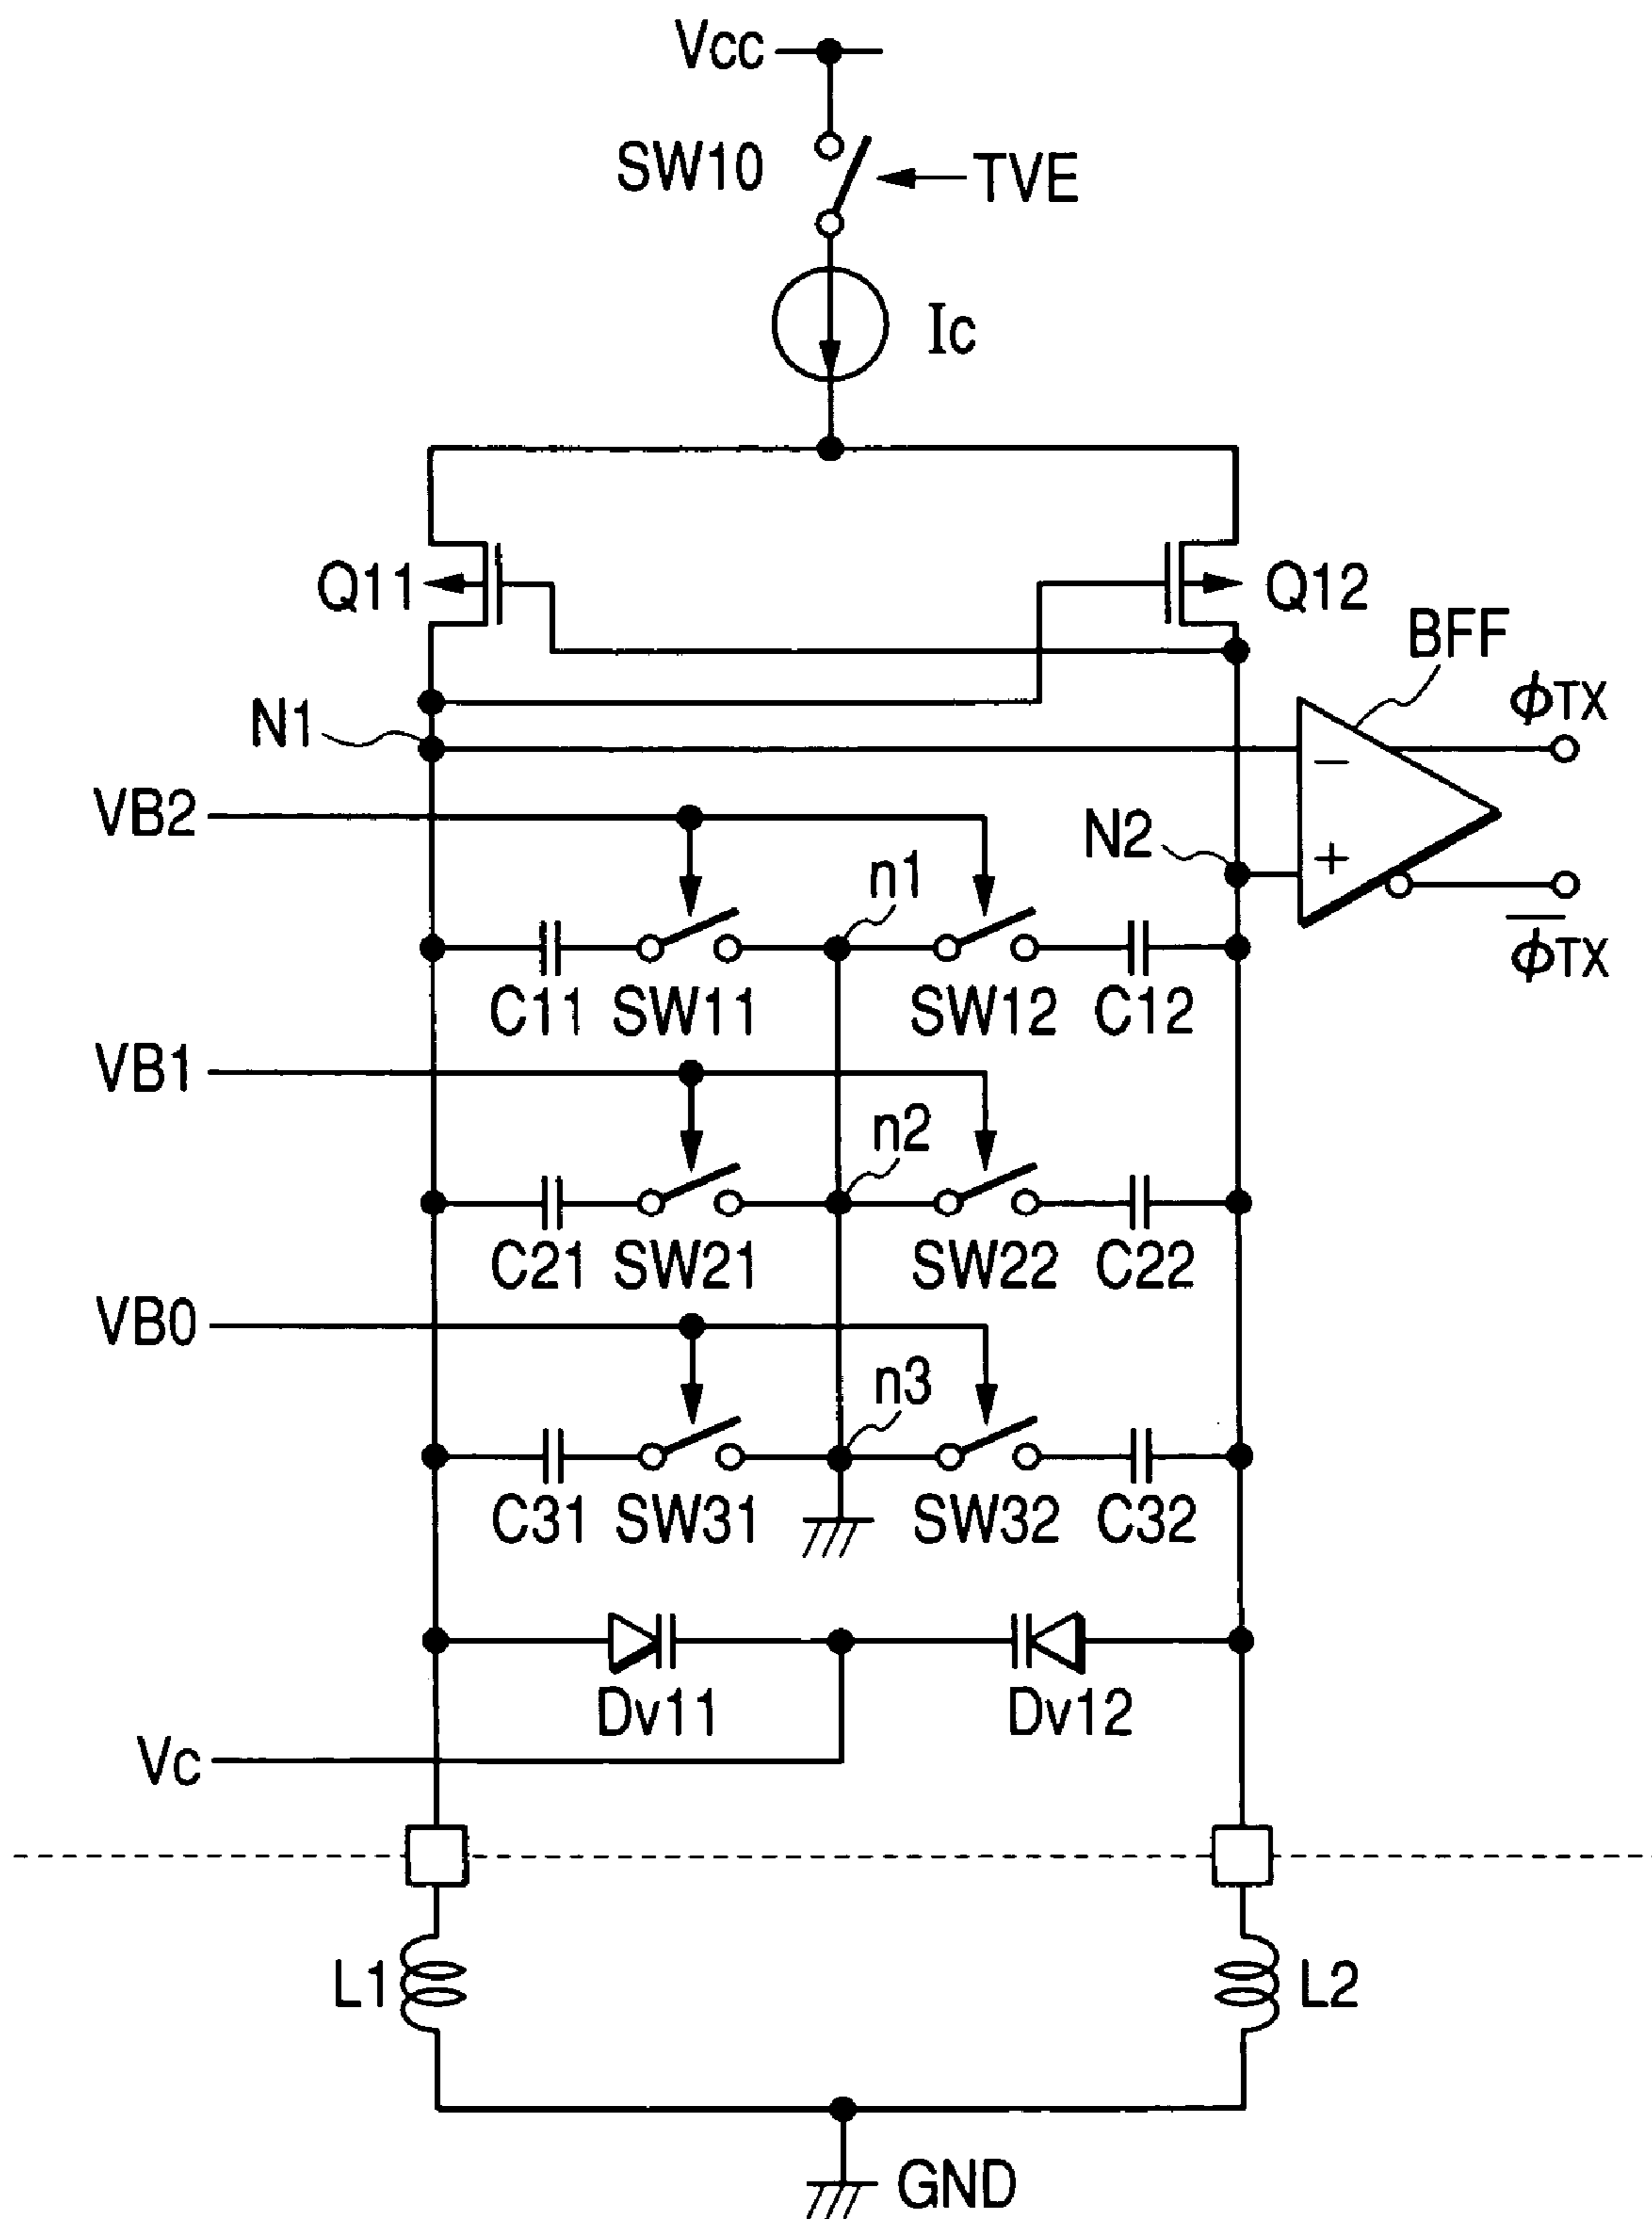 Vcc
SW10
TVE
Ic
Q11
Q12
BFF
ϕTX
N1
VB2
N2
n1
−
+
ϕ̅TX
C11
SW11
SW12
C12
VB1
n2
C21
SW21
SW22
C22
VB0
n3
C31
SW31
SW32
C32
Dv11
Dv12
Vc
L1
L2
GND